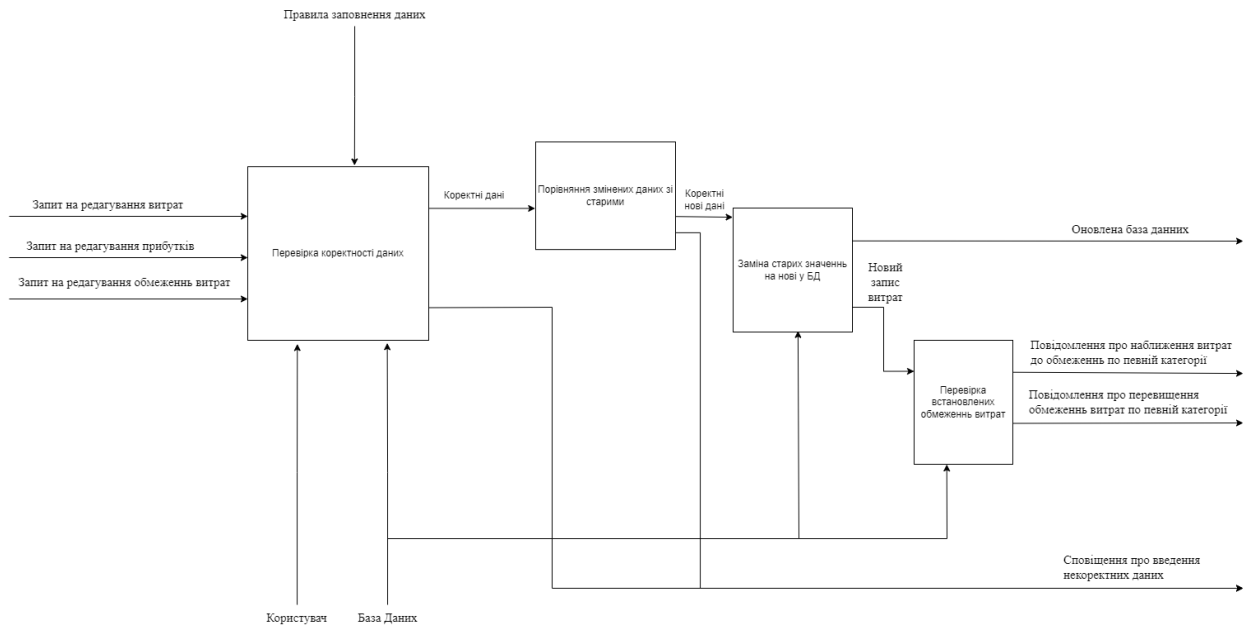 Правила заповнення даних
Запит на редагування витрат
Запит на редагування прибутків
Запит на редагування обмеженнь витрат
Перевірка коректності даних
Коректні дані
Порівняння змінених даних зі
старими
Коректні
нові дані
Заміна старих значеннь
на нові у БД
Оновлена база данних
Новий
запис
витрат
Перевірка
встановлених
обмеженнь витрат
Повідомлення про наближення витрат
до обмеженнь по певній категорії
Повідомлення про перевищення
обмеженнь витрат по певній категорії
Сповіщення про введення
некоректних даних
Користувач
База Даних